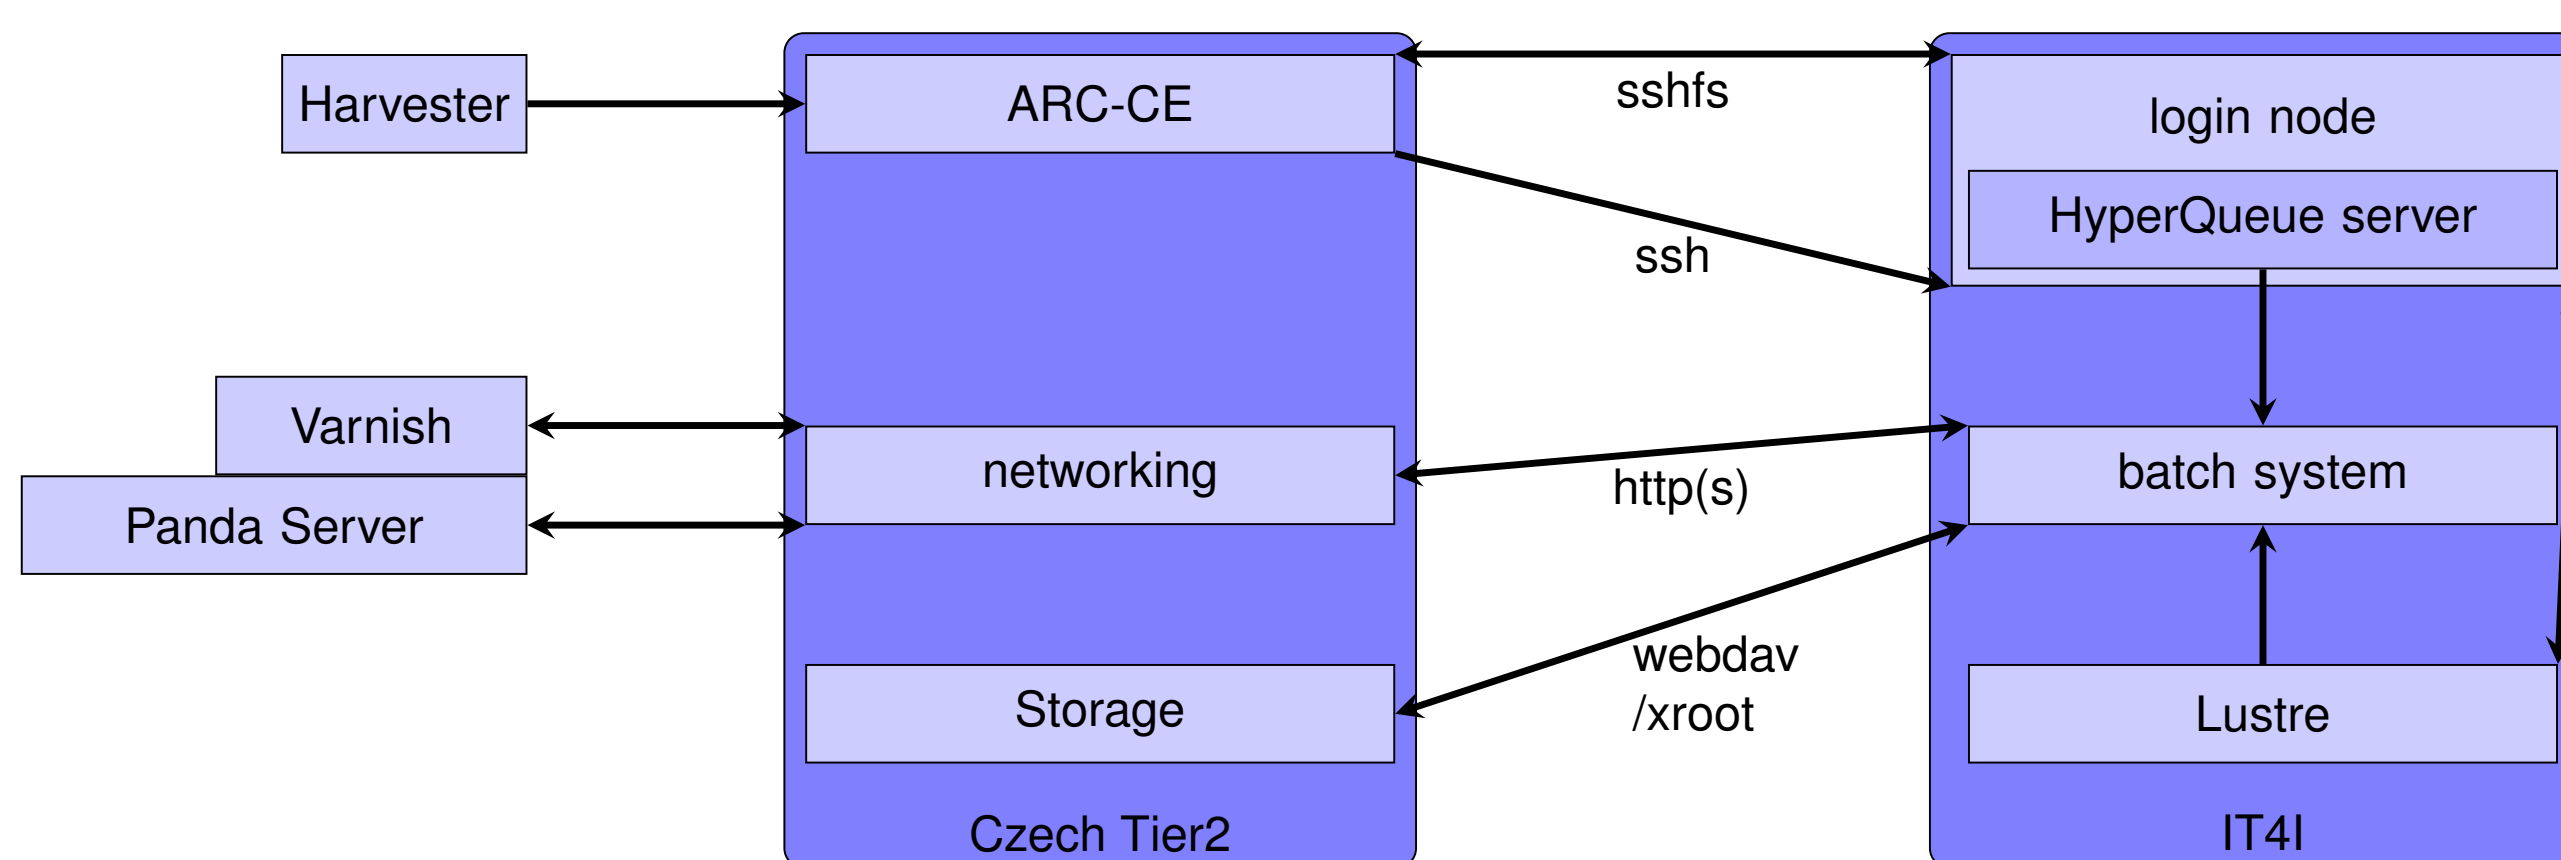 Harvester
ARC-CE
sshfs
login node
HyperQueue server
ssh
Varnish
Panda Server
networking
http(s)
batch system
Storage
webdav
/xroot
Lustre
Czech Tier2
IT4I